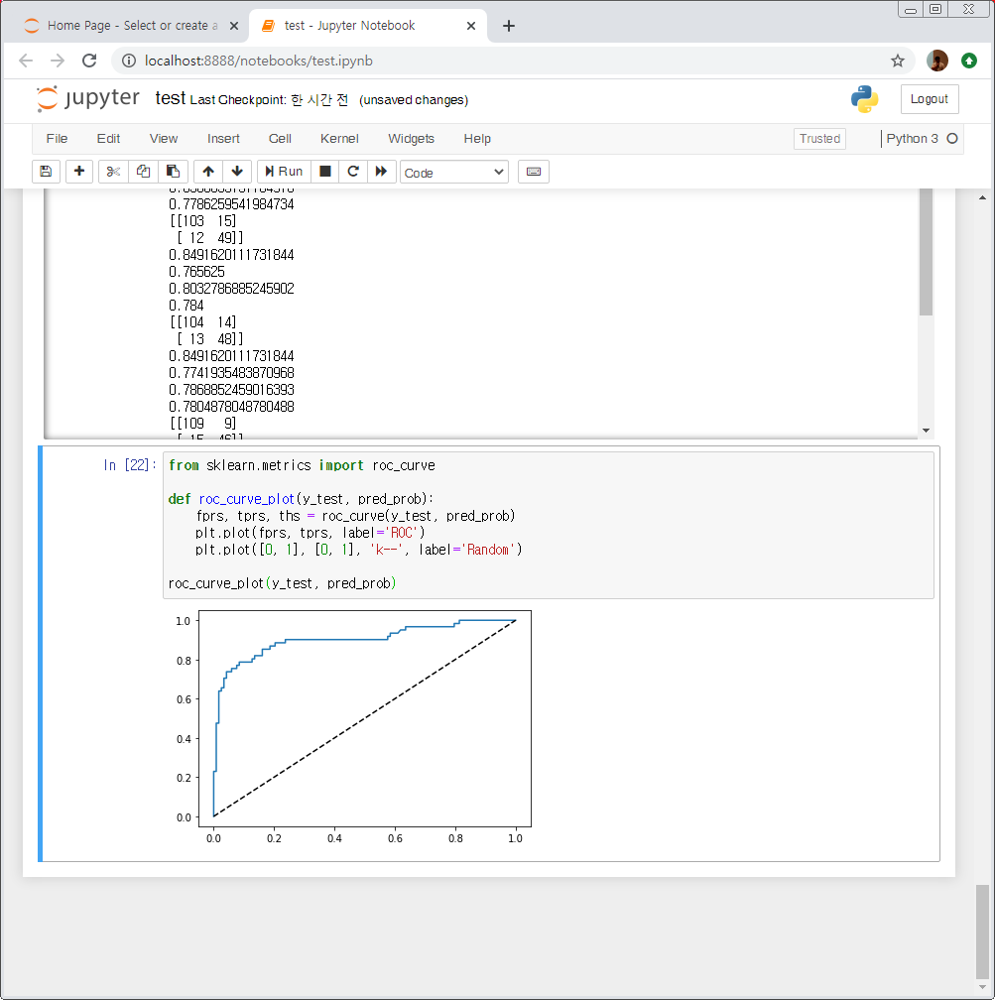 Home Page - Select or create a
test - Jupyter Notebook
localhost:8888/notebooks/test.ipynb
jupyter test Last Checkpoint: 한 시간 전 (unsaved changes)
Logout
File Edit View Insert Cell Kernel Widgets Help
Trusted
Python 3
Run
Code
0.7786259541984734
[[103 15]
[ 12 49]]
0.8491620111731844
0.765625
0.8032786885245902
0.784
[[104 14]
[ 13 48]]
0.8491620111731844
0.7741935483870968
0.7868852459016393
0.7804878048780488
[[109 9]
[ 15 46]]
In [22]:
from sklearn.metrics import roc_curve
def roc_curve_plot(y_test, pred_prob):
fprs, tprs, ths = roc_curve(y_test, pred_prob)
plt.plot(fprs, tprs, label='ROC')
plt.plot([0, 1], [0, 1], 'k--', label='Random')
roc_curve_plot(y_test, pred_prob)
1.0
0.8
0.6
0.4
0.2
0.0
0.0 0.2 0.4 0.6 0.8 1.0